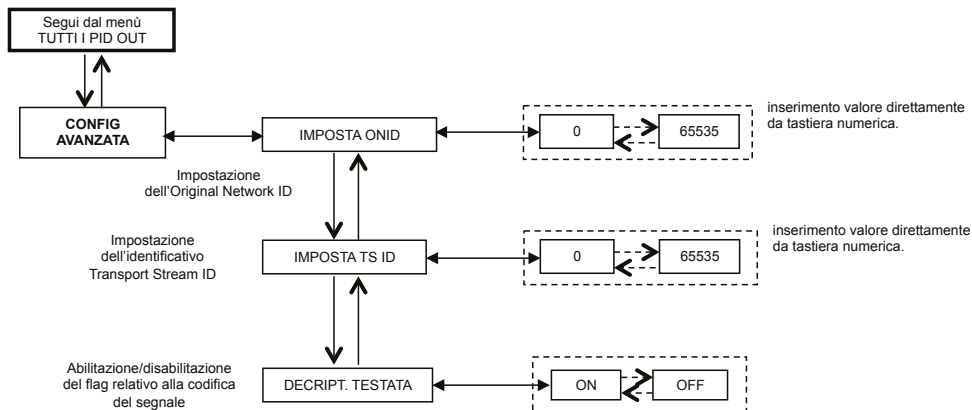 Segui dal menù
TUTTI I PID OUT
CONFIG
AVANZATA
IMPOSTA ONID
0
65535
inserimento valore direttamente
da tastiera numerica.
Impostazione
dell'Original Network ID
Impostazione
dell'identificativo
Transport Stream ID
IMPOSTA TS ID
0
65535
inserimento valore direttamente
da tastiera numerica.
Abilitazione/disabilitazione
del flag relativo alla codifica
del segnale
DECRIPT. TESTATA
ON
OFF